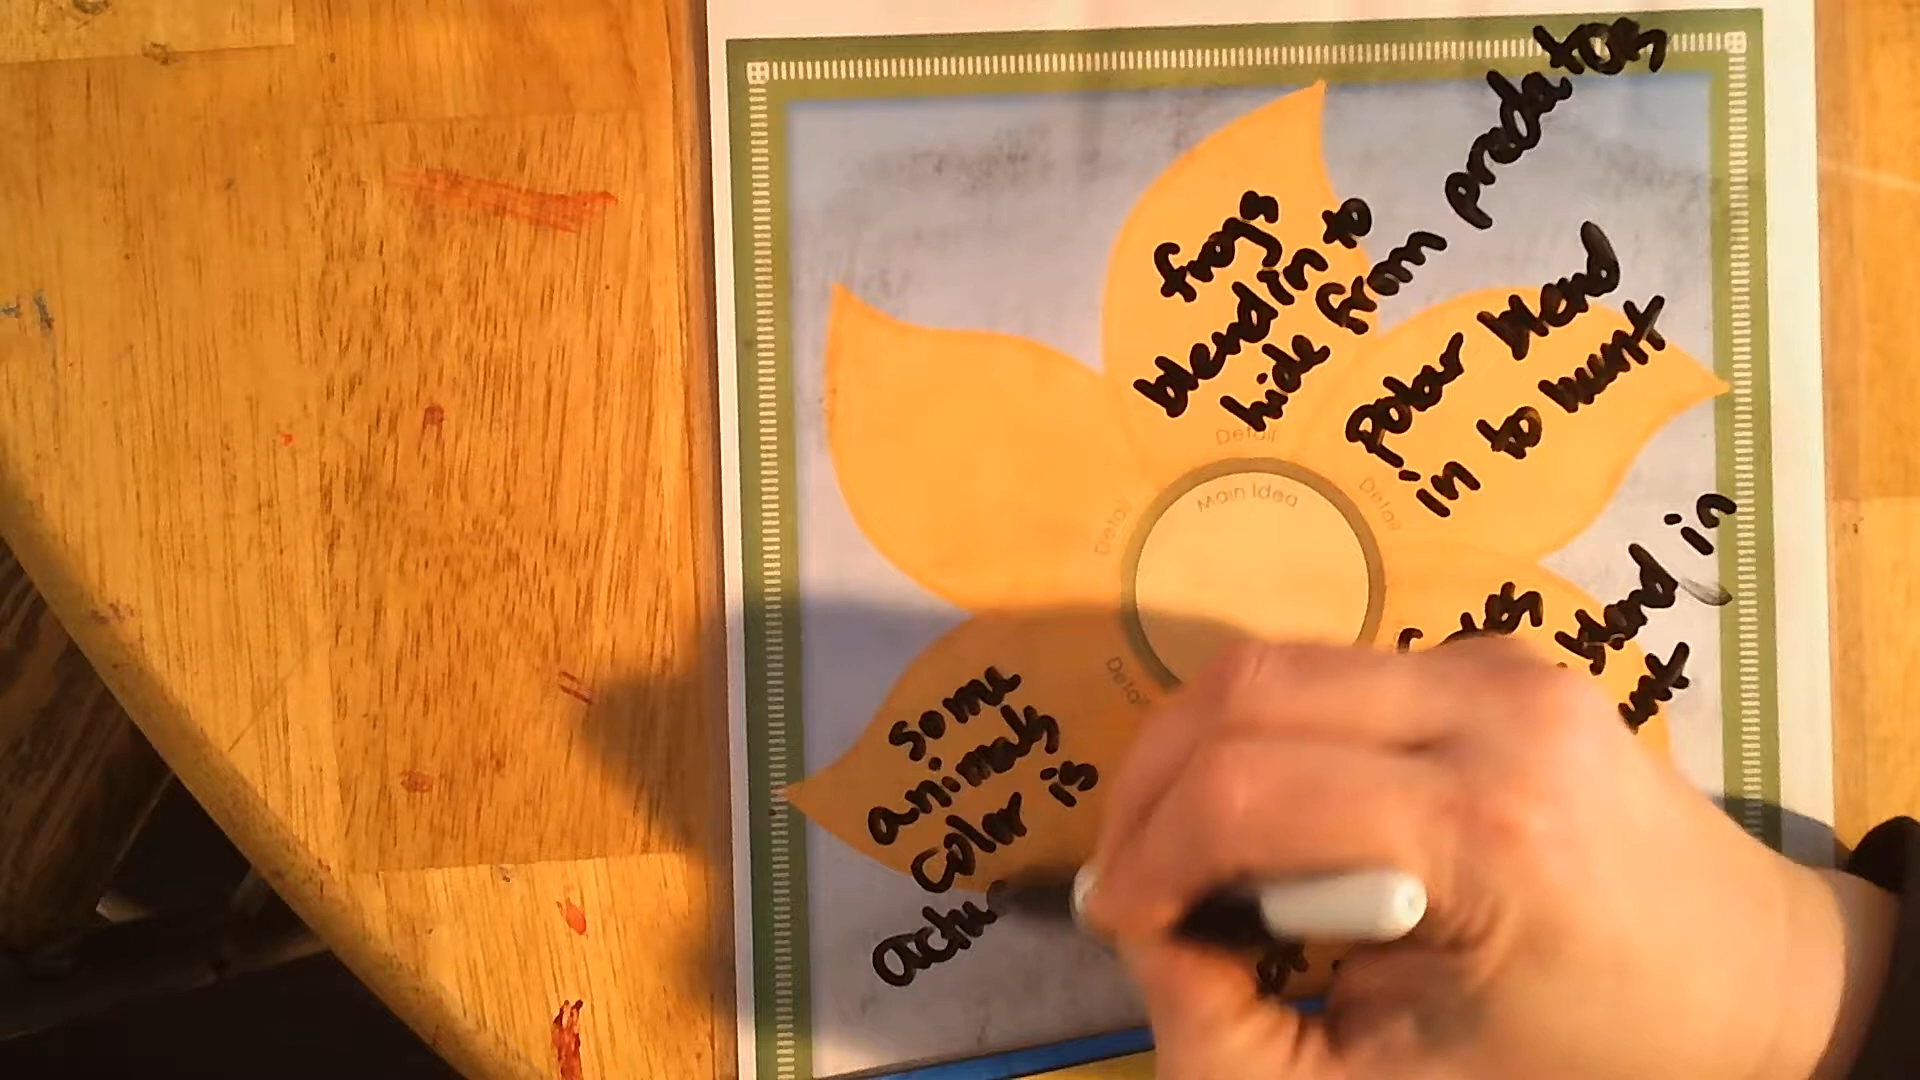 frogs
blend in to
hide from predators
Detail
Polar blend
in to hunt
Detail
Main Idea
Detail
blend in
Detail
some
animals
color is